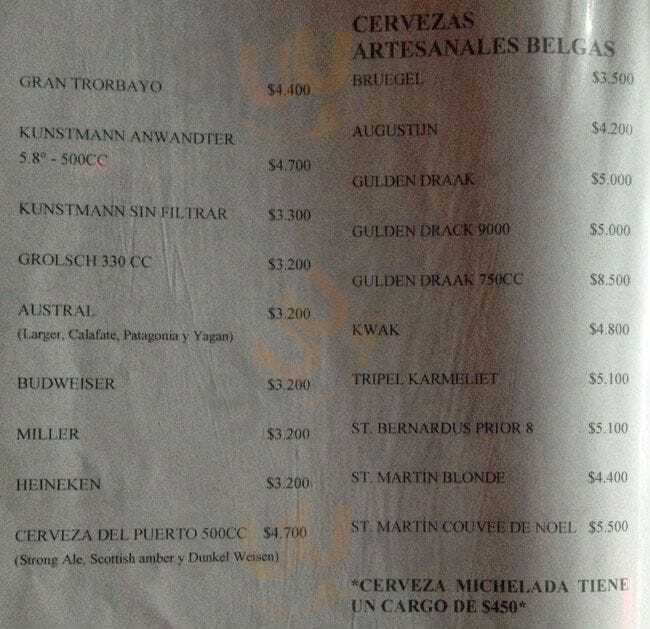 GRAN TRORBAYO $4.400
KUNSTMANN ANWANDTER
5.8° - 500CC $4.700
KUNSTMANN SIN FILTRAR $3.300
GROLSCH 330 CC $3.200
AUSTRAL $3.200
(Larger, Calafate, Patagonia y Yagan)
BUDWEISER $3.200
MILLER $3.200
HEINEKEN $3.200
CERVEZA DEL PUERTO 500CC $4.700
(Strong Ale, Scottish amber y Dunkel Weisen)
CERVEZAS
ARTESANALES BELGAS
BRUEGEL $3.500
AUGUSTIJN $4.200
GULDEN DRAAK $5.000
GULDEN DRACK 9000 $5.000
GULDEN DRAAK 750CC $8.500
KWAK $4.800
TRIPEL KARMELIET $5.100
ST. BERNARDUS PRIOR 8 $5.100
ST. MARTIN BLONDE $4.400
ST. MARTIN COUVEE DE NOEL $5.500
*CERVEZA MICHELADA TIENE
UN CARGO DE $450*